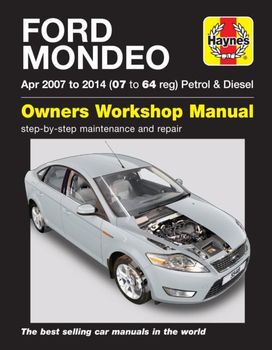 FORD
MONDEO
Haynes
Apr 2007 to 2014 (07 to 64 reg) Petrol & Diesel
Owners Workshop Manual
step-by-step maintenance and repair
The best selling car manuals in the world